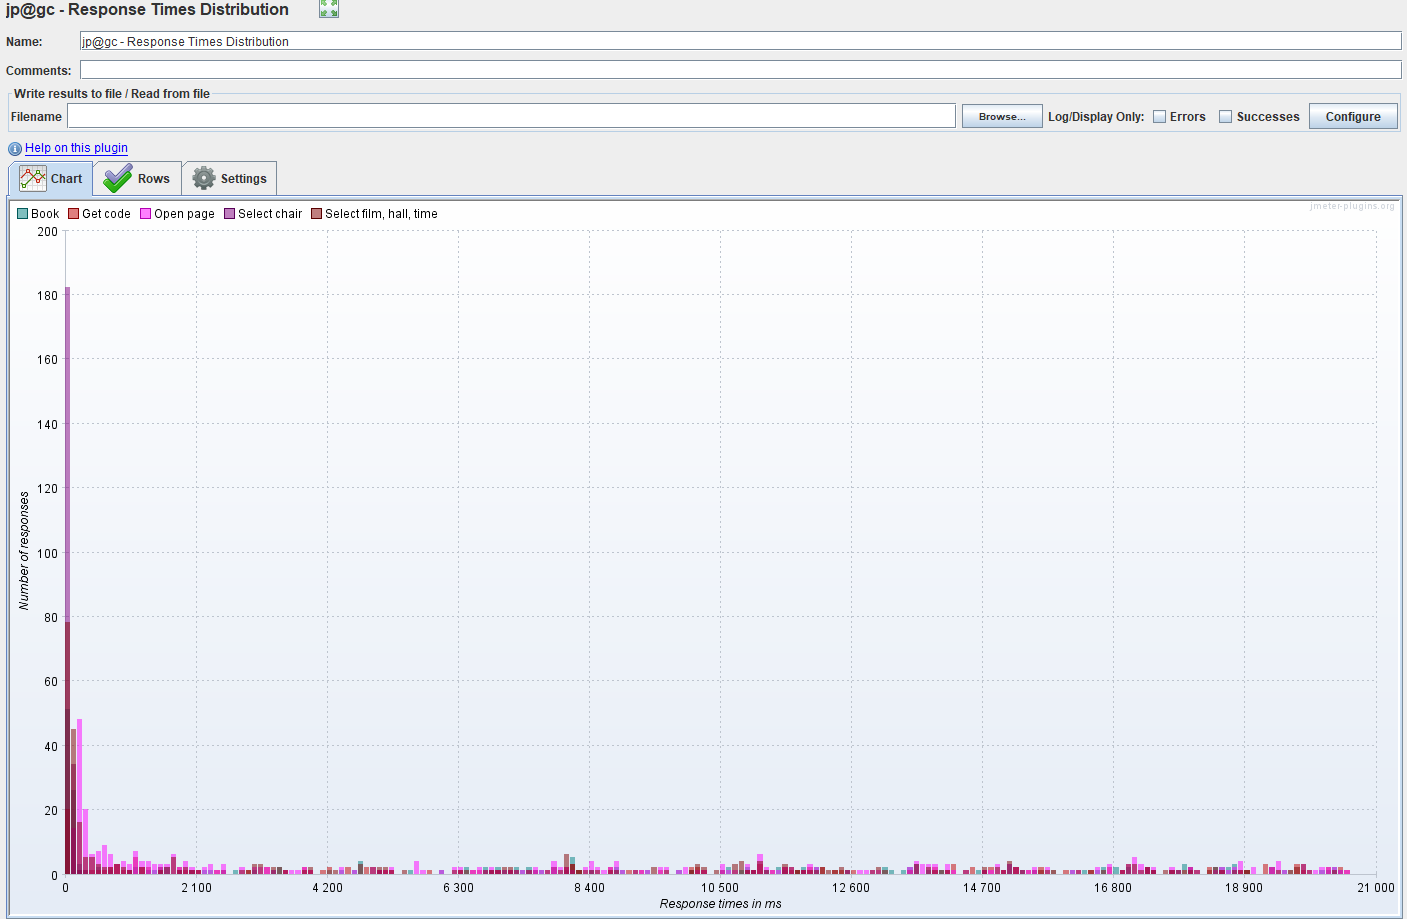 jp@gc - Response Times Distribution
Name: jp@gc - Response Times Distribution
Comments:
Write results to file / Read from file
Filename Browse... Log/Display Only: Errors Successes Configure
Help on this plugin
Chart Rows Settings
Book Get code Open page Select chair Select film, hall, time
jmeter-plugins.org
200
180
160
140
120
100
80
60
40
20
0
Number of responses
0 2 100 4 200 6 300 8 400 10 500 12 600 14 700 16 800 18 900 21 000
Response times in ms